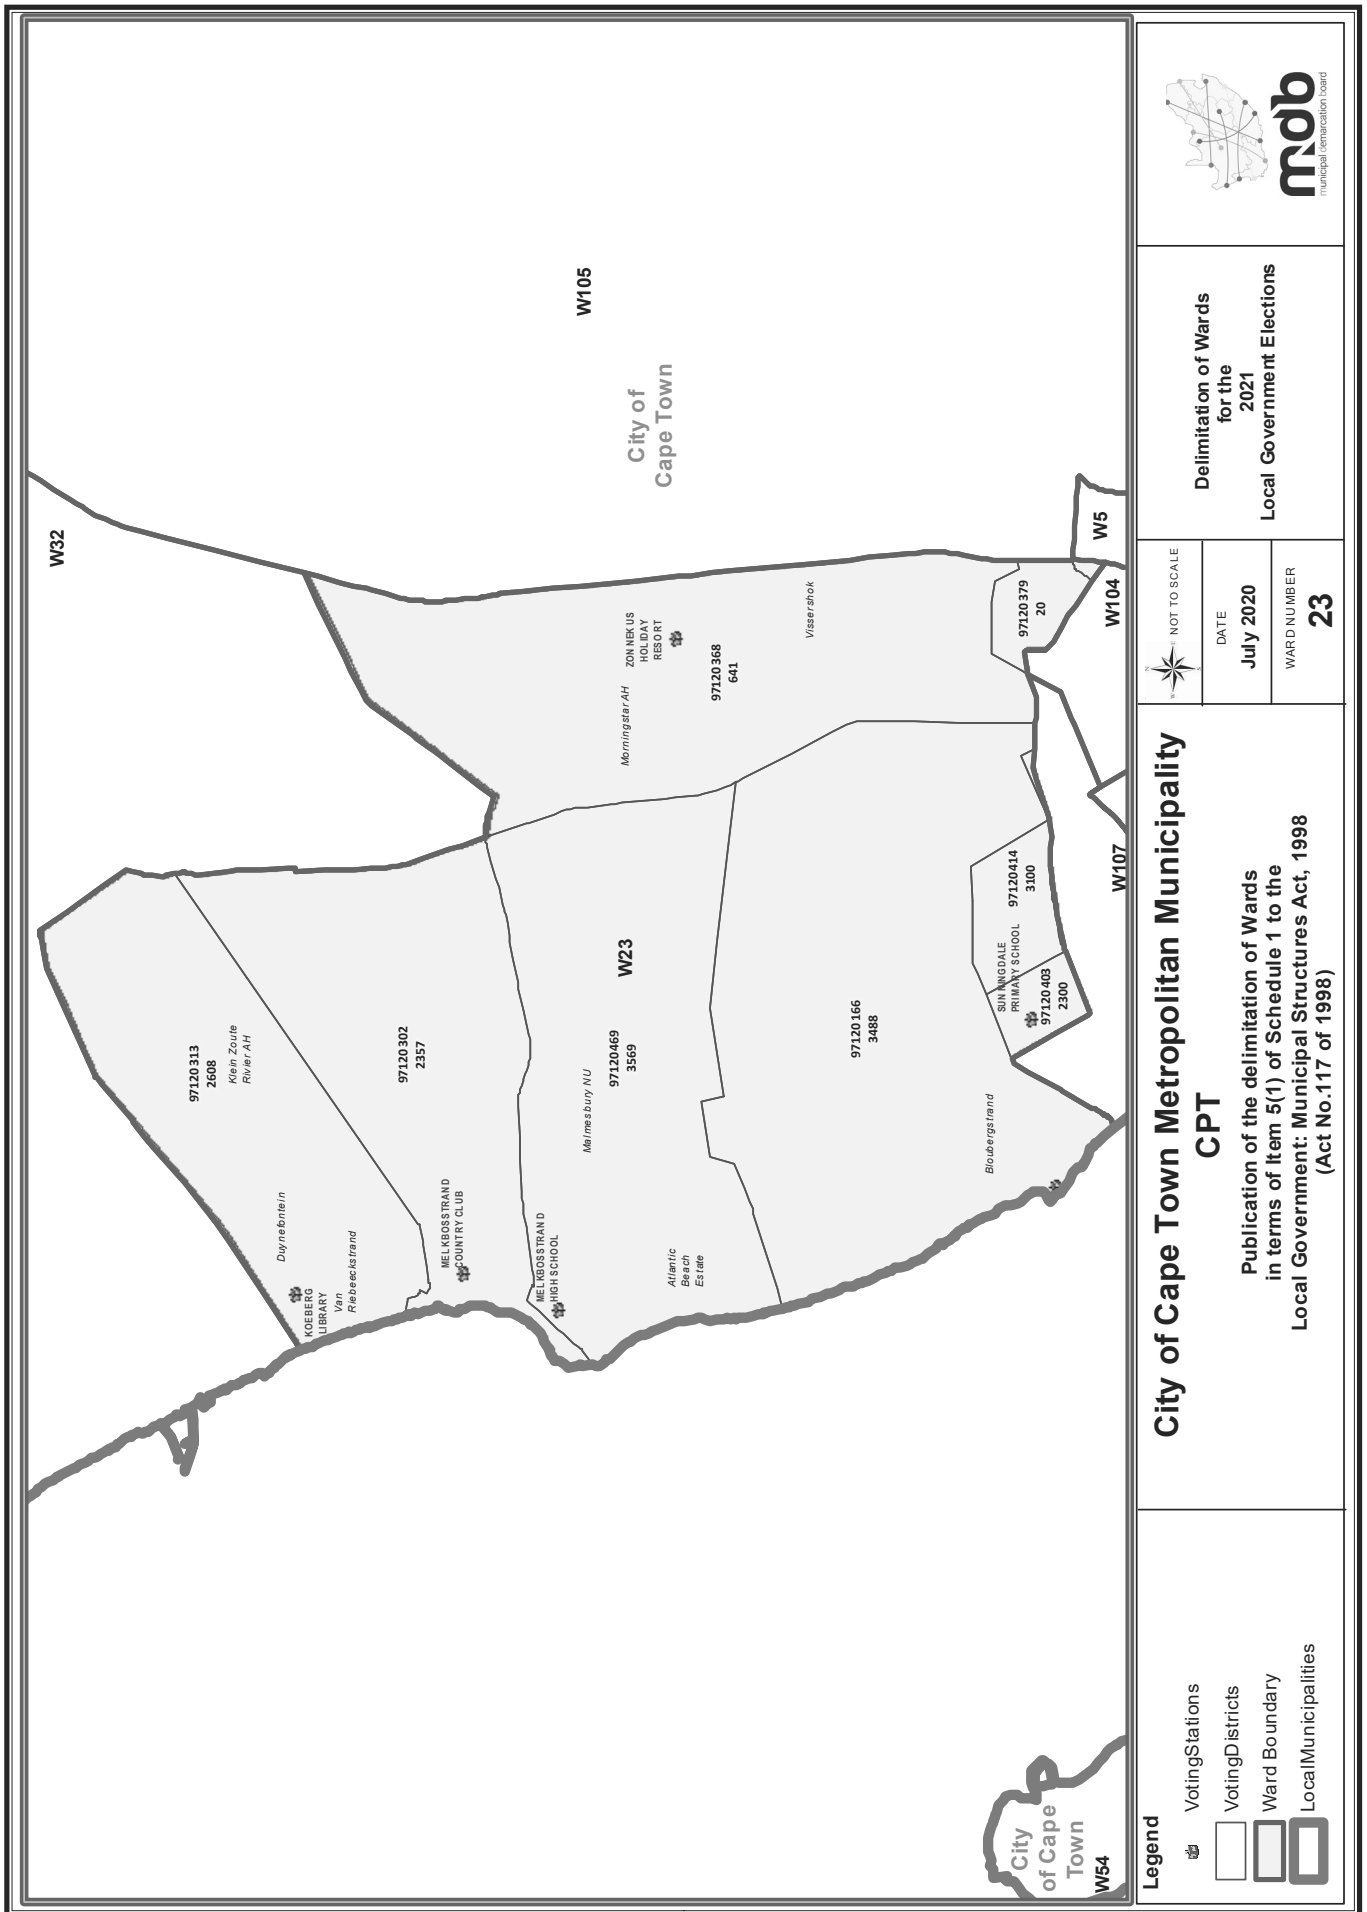 W32
W105
City of
Cape Town
W5
W104
W107
W54
City
of Cape
Town
W23
97120313
2608
Klein Zoute
Rivier AH
Duynefontein
KOEBERG
LIBRARY
Van
Riebeeckstrand
97120302
2357
MELKBOSSTRAND
COUNTRY CLUB
MELKBOSSTRAND
HIGH SCHOOL
97120469
3569
Malmesbury NU
Atlantic
Beach
Estate
ZONNEKUS
HOLIDAY
RESORT
Morningstar AH
97120368
641
Vissershok
97120379
20
97120166
3488
97120414
3100
SUNNINGDALE
PRIMARY SCHOOL
97120403
2300
Bloubergstrand
Legend
VotingStations
VotingDistricts
Ward Boundary
LocalMunicipalities
City of Cape Town Metropolitan Municipality
CPT
Publication of the delimitation of Wards
in terms of Item 5(1) of Schedule 1 to the
Local Government: Municipal Structures Act, 1998
(Act No.117 of 1998)
N
E
S
W
NOT TO SCALE
DATE
July 2020
WARD NUMBER
23
Delimitation of Wards
for the
2021
Local Government Elections
mdb
municipal demarcation board